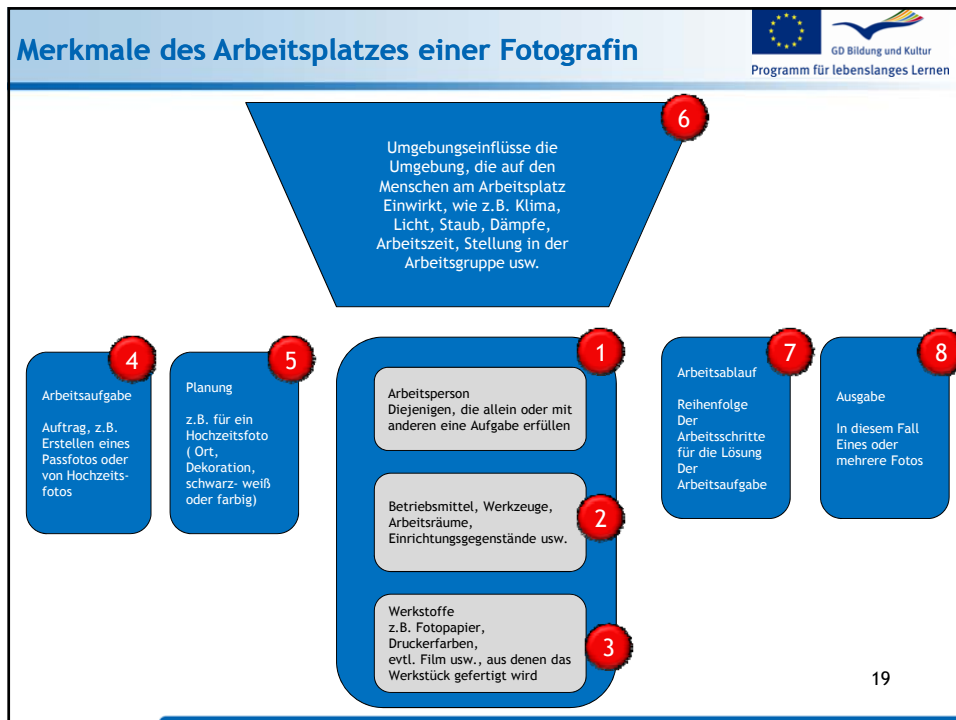 Merkmale des Arbeitsplatzes einer Fotografin
GD Bildung und Kultur
Programm für lebenslanges Lernen
6
Umgebungseinflüsse die
Umgebung, die auf den
Menschen am Arbeitsplatz
Einwirkt, wie z.B. Klima,
Licht, Staub, Dämpfe,
Arbeitszeit, Stellung in der
Arbeitsgruppe usw.
4
Arbeitsaufgabe
Auftrag, z.B.
Erstellen eines
Passfotos oder
von Hochzeits-
fotos
5
Planung
z.B. für ein
Hochzeitsfoto
( Ort,
Dekoration,
schwarz- weiß
oder farbig)
1
Arbeitsperson
Diejenigen, die allein oder mit
anderen eine Aufgabe erfüllen
2
Betriebsmittel, Werkzeuge,
Arbeitsräume,
Einrichtungsgegenstände usw.
3
Werkstoffe
z.B. Fotopapier,
Druckerfarben,
evtl. Film usw., aus denen das
Werkstück gefertigt wird
7
Arbeitsablauf
Reihenfolge
Der
Arbeitsschritte
für die Lösung
Der
Arbeitsaufgabe
8
Ausgabe
In diesem Fall
Eines oder
mehrere Fotos
19